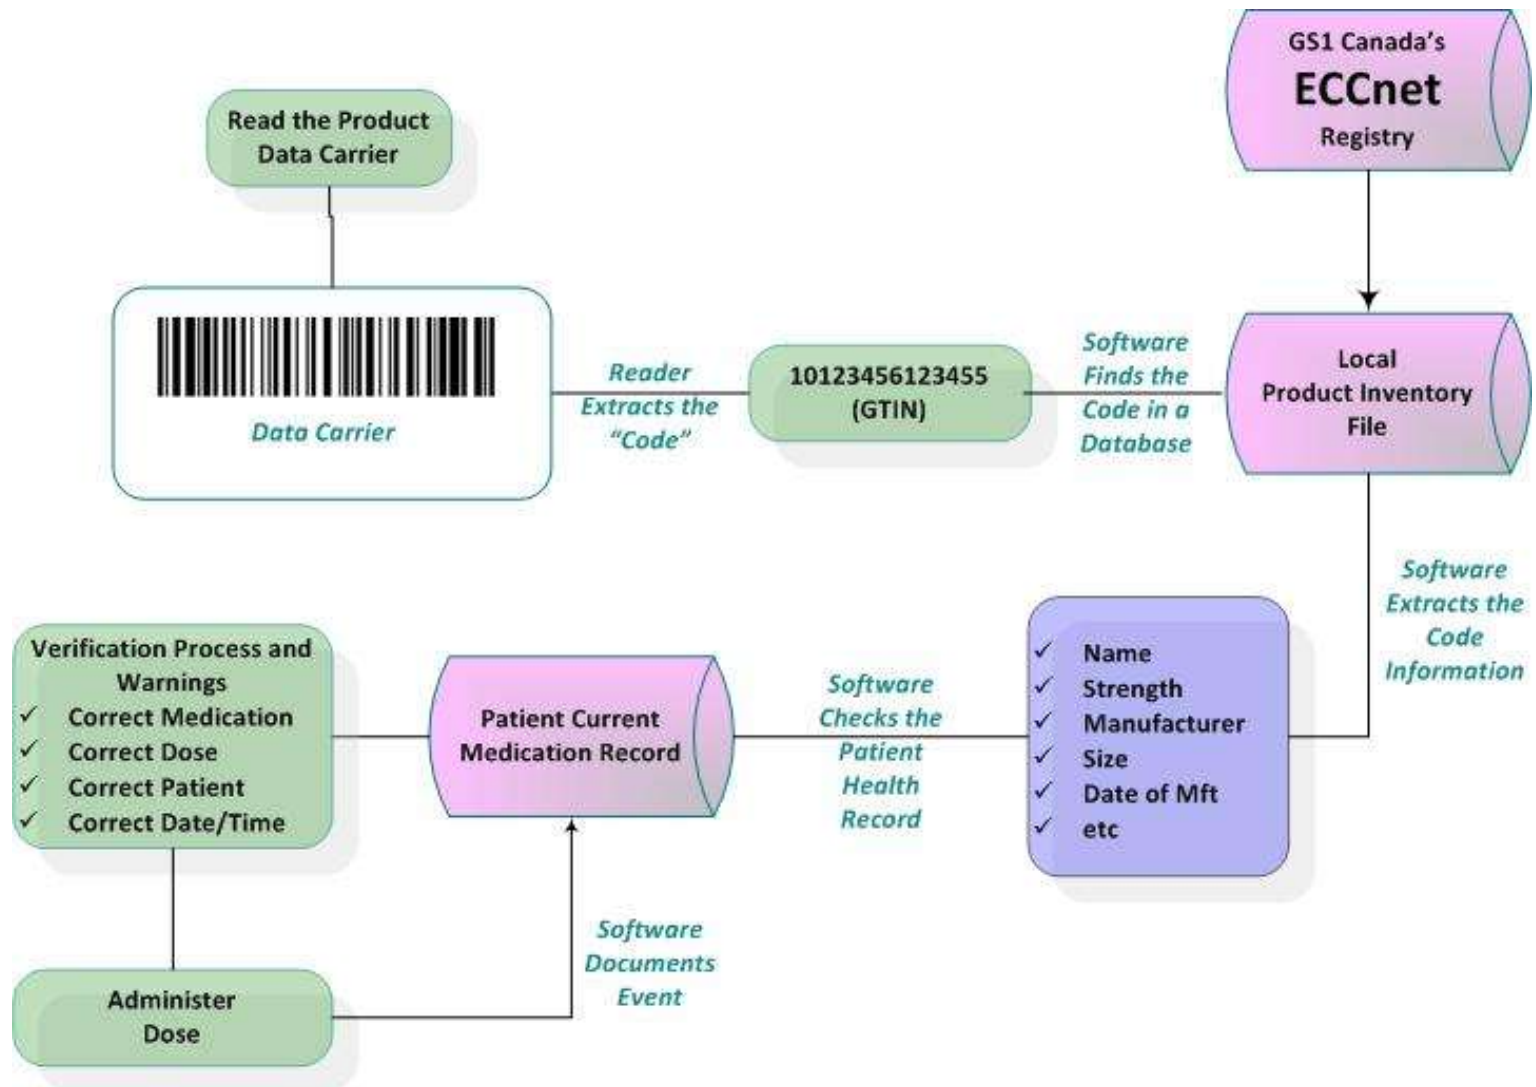 Read the Product
Data Carrier
GS1 Canada's
ECCnet
Registry
Data Carrier
Reader
Extracts the
"Code"
10123456123455
(GTIN)
Software
Finds the
Code in a
Database
Local
Product Inventory
File
Software
Extracts the
Code
Information
✓ Name
✓ Strength
✓ Manufacturer
✓ Size
✓ Date of Mft
✓ etc
Software
Checks the
Patient
Health
Record
Patient Current
Medication Record
Verification Process and
Warnings
✓ Correct Medication
✓ Correct Dose
✓ Correct Patient
✓ Correct Date/Time
Administer
Dose
Software
Documents
Event